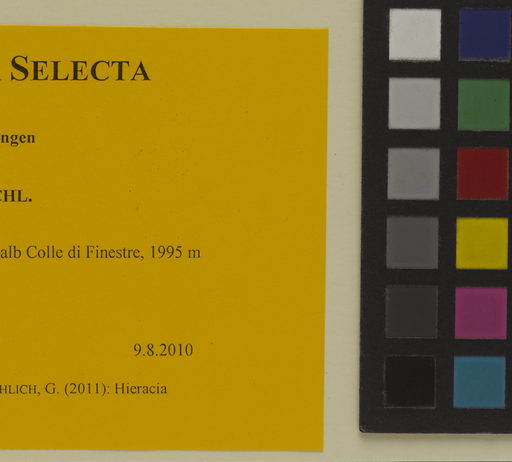 SELECTA
ngen
CHL.
alb Colle di Finestre, 1995 m
9.8.2010
HLICH, G. (2011): Hieracia